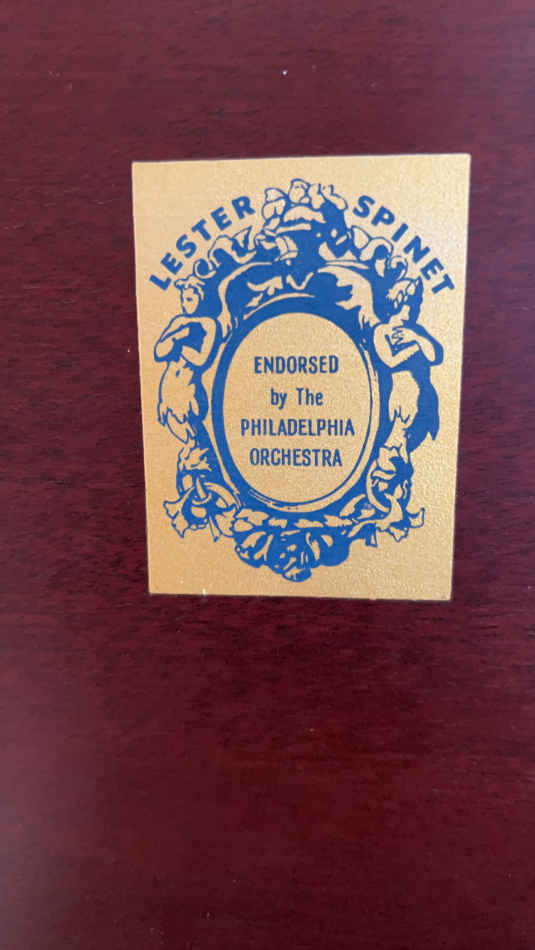 LESTER SPINET
ENDORSED
by The
PHILADELPHIA
ORCHESTRA